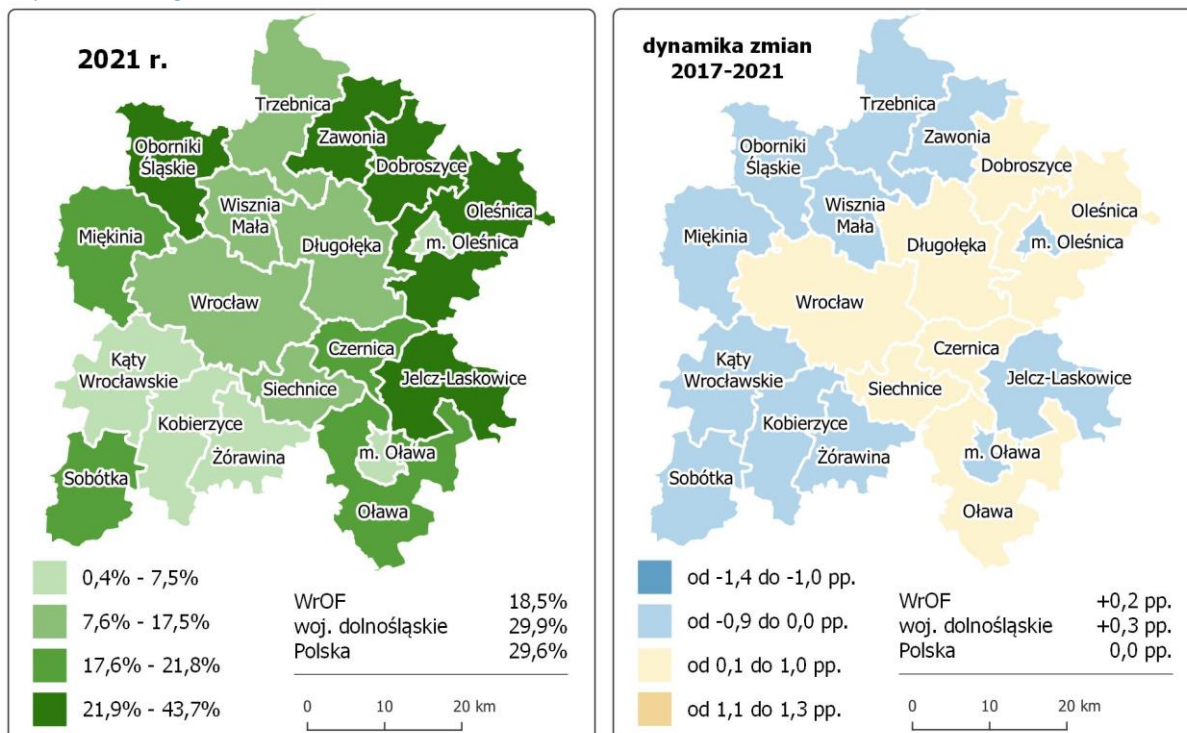 2021 r.
Trzebnica
Zawonia
Oborniki
Śląskie
Dobroszyce
Oleśnica
Wisznia
Mała
m. Oleśnica
Miękinia
Długołęka
Wrocław
Czernica
Kąty
Wrocławskie
Siechnice
Jelcz-Laskowice
Kobierzyce
Żórawina
m. Oława
Sobótka
Oława
0,4% - 7,5%
7,6% - 17,5%
17,6% - 21,8%
21,9% - 43,7%
WrOF 18,5%
woj. dolnośląskie 29,9%
Polska 29,6%
0 10 20 km
dynamika zmian
2017-2021
Trzebnica
Zawonia
Oborniki
Śląskie
Dobroszyce
Oleśnica
Wisznia
Mała
m. Oleśnica
Miękinia
Długołęka
Wrocław
Czernica
Kąty
Wrocławskie
Siechnice
Jelcz-Laskowice
Kobierzyce
Żórawina
m. Oława
Sobótka
Oława
od -1,4 do -1,0 pp.
od -0,9 do 0,0 pp.
od 0,1 do 1,0 pp.
od 1,1 do 1,3 pp.
WrOF +0,2 pp.
woj. dolnośląskie +0,3 pp.
Polska 0,0 pp.
0 10 20 km